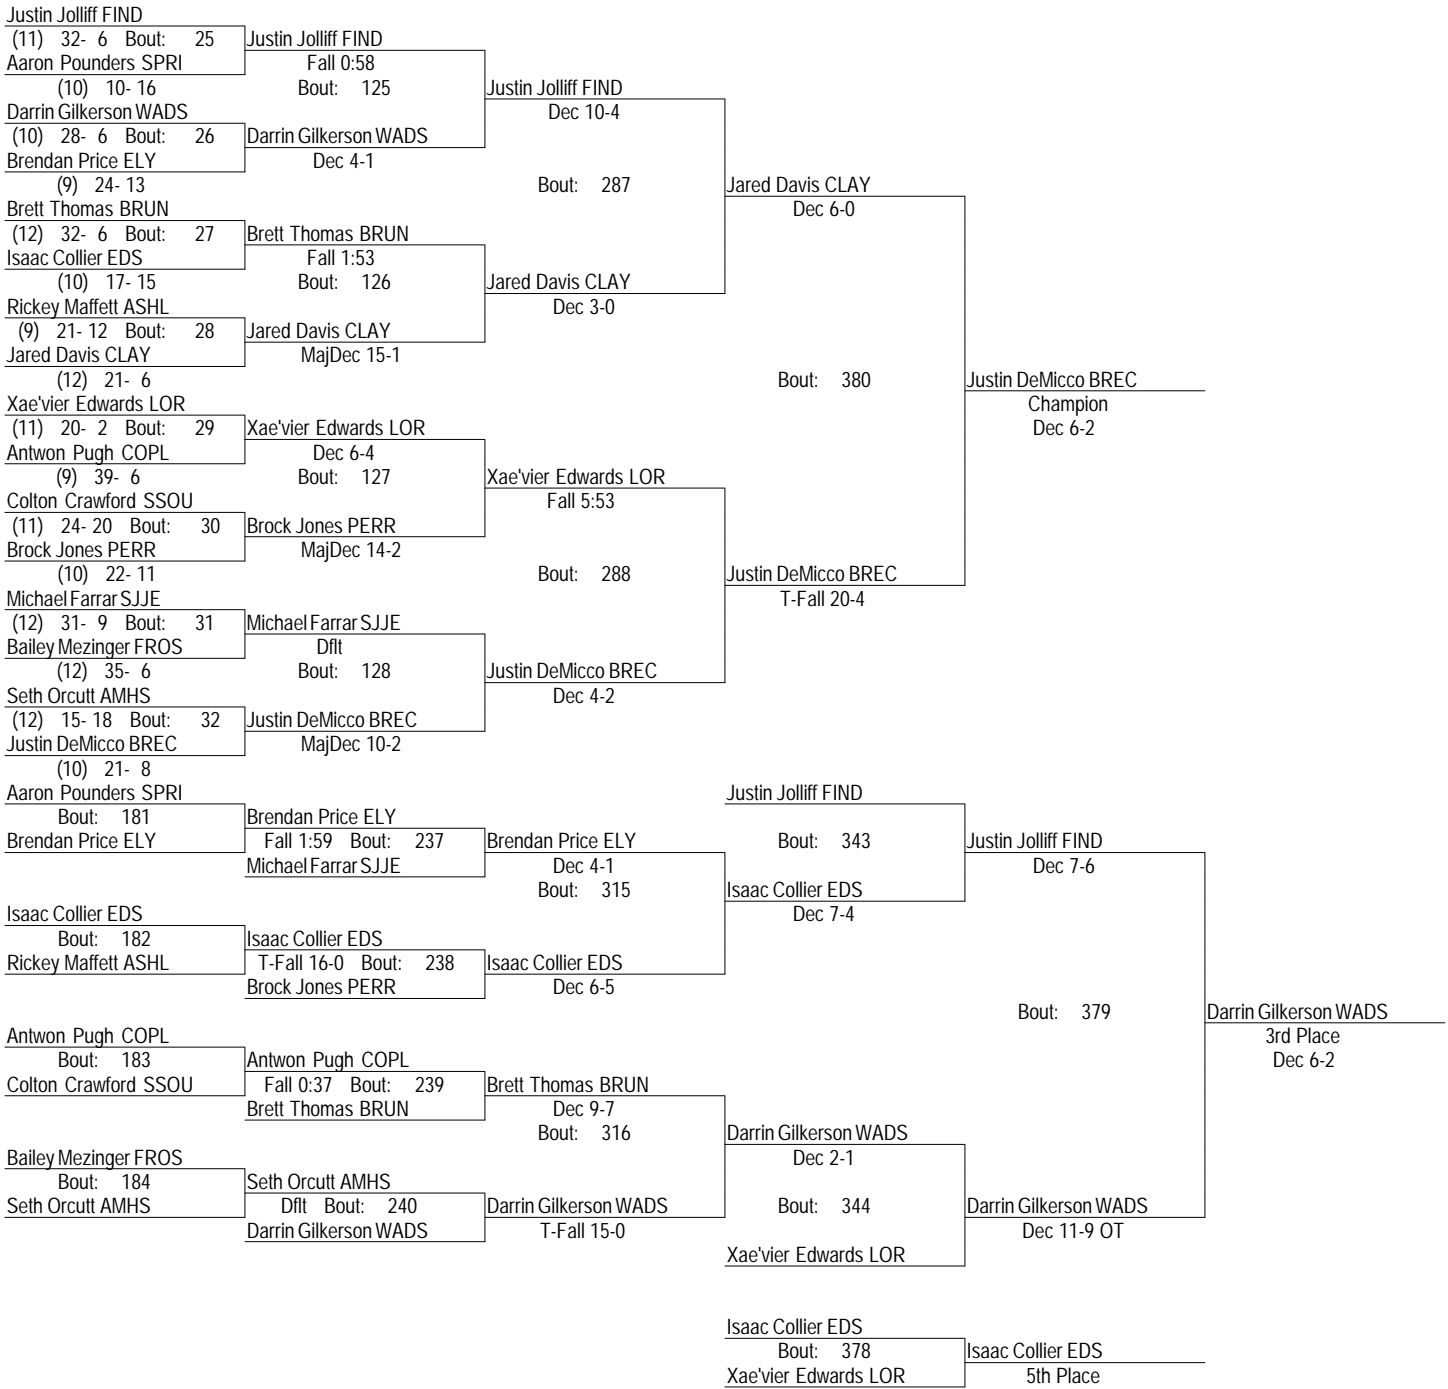 Justin Jolliff FIND
(11) 32- 6 Bout: 25 Justin Jolliff FIND
Aaron Pounders SPRI Fall 0:58
(10) 10- 16 Bout: 125 Justin Jolliff FIND
Darrin Gilkerson WADS Dec 10-4
(10) 28- 6 Bout: 26 Darrin Gilkerson WADS
Brendan Price ELY Dec 4-1
(9) 24- 13 Bout: 287 Jared Davis CLAY
Brett Thomas BRUN Dec 6-0
(12) 32- 6 Bout: 27 Brett Thomas BRUN
Isaac Collier EDS Fall 1:53
(10) 17- 15 Bout: 126 Jared Davis CLAY
Rickey Maffett ASHL Dec 3-0
(9) 21- 12 Bout: 28 Jared Davis CLAY
Jared Davis CLAY MajDec 15-1
(12) 21- 6 Bout: 380 Justin DeMicco BREC
Xae'vier Edwards LOR Champion
(11) 20- 2 Bout: 29 Xae'vier Edwards LOR Dec 6-2
Antwon Pugh COPL Dec 6-4
(9) 39- 6 Bout: 127 Xae'vier Edwards LOR
Colton Crawford SSOU Fall 5:53
(11) 24- 20 Bout: 30 Brock Jones PERR
Brock Jones PERR MajDec 14-2
(10) 22- 11 Bout: 288 Justin DeMicco BREC
Michael Farrar SJJE T-Fall 20-4
(12) 31- 9 Bout: 31 Michael Farrar SJJE
Bailey Mezinger FROS Dflt
(12) 35- 6 Bout: 128 Justin DeMicco BREC
Seth Orcutt AMHS Dec 4-2
(12) 15- 18 Bout: 32 Justin DeMicco BREC
Justin DeMicco BREC MajDec 10-2
(10) 21- 8
Aaron Pounders SPRI Justin Jolliff FIND
Bout: 181 Brendan Price ELY
Brendan Price ELY Fall 1:59 Bout: 237 Brendan Price ELY Bout: 343 Justin Jolliff FIND
Michael Farrar SJJE Dec 4-1 Dec 7-6
Bout: 315 Isaac Collier EDS
Isaac Collier EDS Dec 7-4
Bout: 182 Isaac Collier EDS
Rickey Maffett ASHL T-Fall 16-0 Bout: 238 Isaac Collier EDS
Brock Jones PERR Dec 6-5
Bout: 379 Darrin Gilkerson WADS
Antwon Pugh COPL 3rd Place
Bout: 183 Antwon Pugh COPL Dec 6-2
Colton Crawford SSOU Fall 0:37 Bout: 239 Brett Thomas BRUN
Brett Thomas BRUN Dec 9-7
Bout: 316 Darrin Gilkerson WADS
Bailey Mezinger FROS Dec 2-1
Bout: 184 Seth Orcutt AMHS
Seth Orcutt AMHS Dflt Bout: 240 Darrin Gilkerson WADS Bout: 344 Darrin Gilkerson WADS
Darrin Gilkerson WADS T-Fall 15-0 Dec 11-9 OT
Xae'vier Edwards LOR
Isaac Collier EDS
Bout: 378 Isaac Collier EDS
Xae'vier Edwards LOR 5th Place